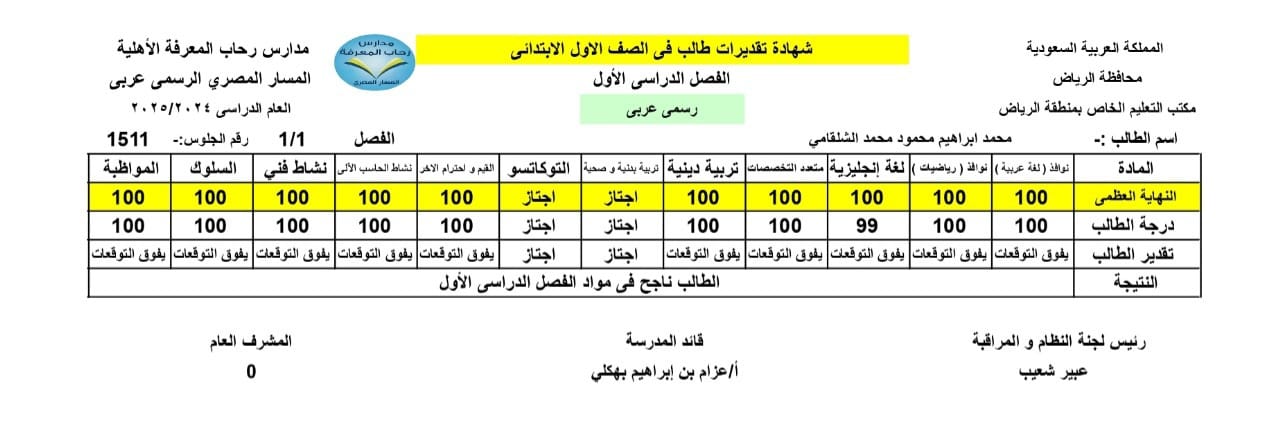 المملكة العربية السعودية
شهادة تقديرات طالب فى الصف الاول الابتدائى
مدارس رحاب المعرفة المسار المصري
مدارس رحاب المعرفة الأهلية
محافظة الرياض
الفصل الدراسى الأول
المسار المصري الرسمى عربى
مكتب التعليم الخاص بمنطقة الرياض
رسمى عربى
العام الدراسى ٢٠٢٥/٢٠٢٤
اسم الطالب :- محمد ابراهيم محمود محمد الشلقامي الفصل 1/1 رقم الجلوس:- 1511
المادة نوافذ ( لغة عربية ) نوافذ ( رياضيات ) لغة إنجليزية متعدد التخصصات تربية دينية تربية بدنية و صحية التوكاتسو القيم و احترام الاخر نشاط الحاسب الألى نشاط فني السلوك المواظبة
النهاية العظمى 100 100 100 100 100 اجتاز اجتاز 100 100 100 100 100
درجة الطالب 100 100 99 100 100 اجتاز اجتاز 100 100 100 100 100
تقدير الطالب يفوق التوقعات يفوق التوقعات يفوق التوقعات يفوق التوقعات يفوق التوقعات اجتاز اجتاز يفوق التوقعات يفوق التوقعات يفوق التوقعات يفوق التوقعات يفوق التوقعات
النتيجة الطالب ناجح فى مواد الفصل الدراسى الأول
رئيس لجنة النظام و المراقبة قائد المدرسة المشرف العام
عبير شعيب أ/عزام بن إبراهيم بهكلي 0